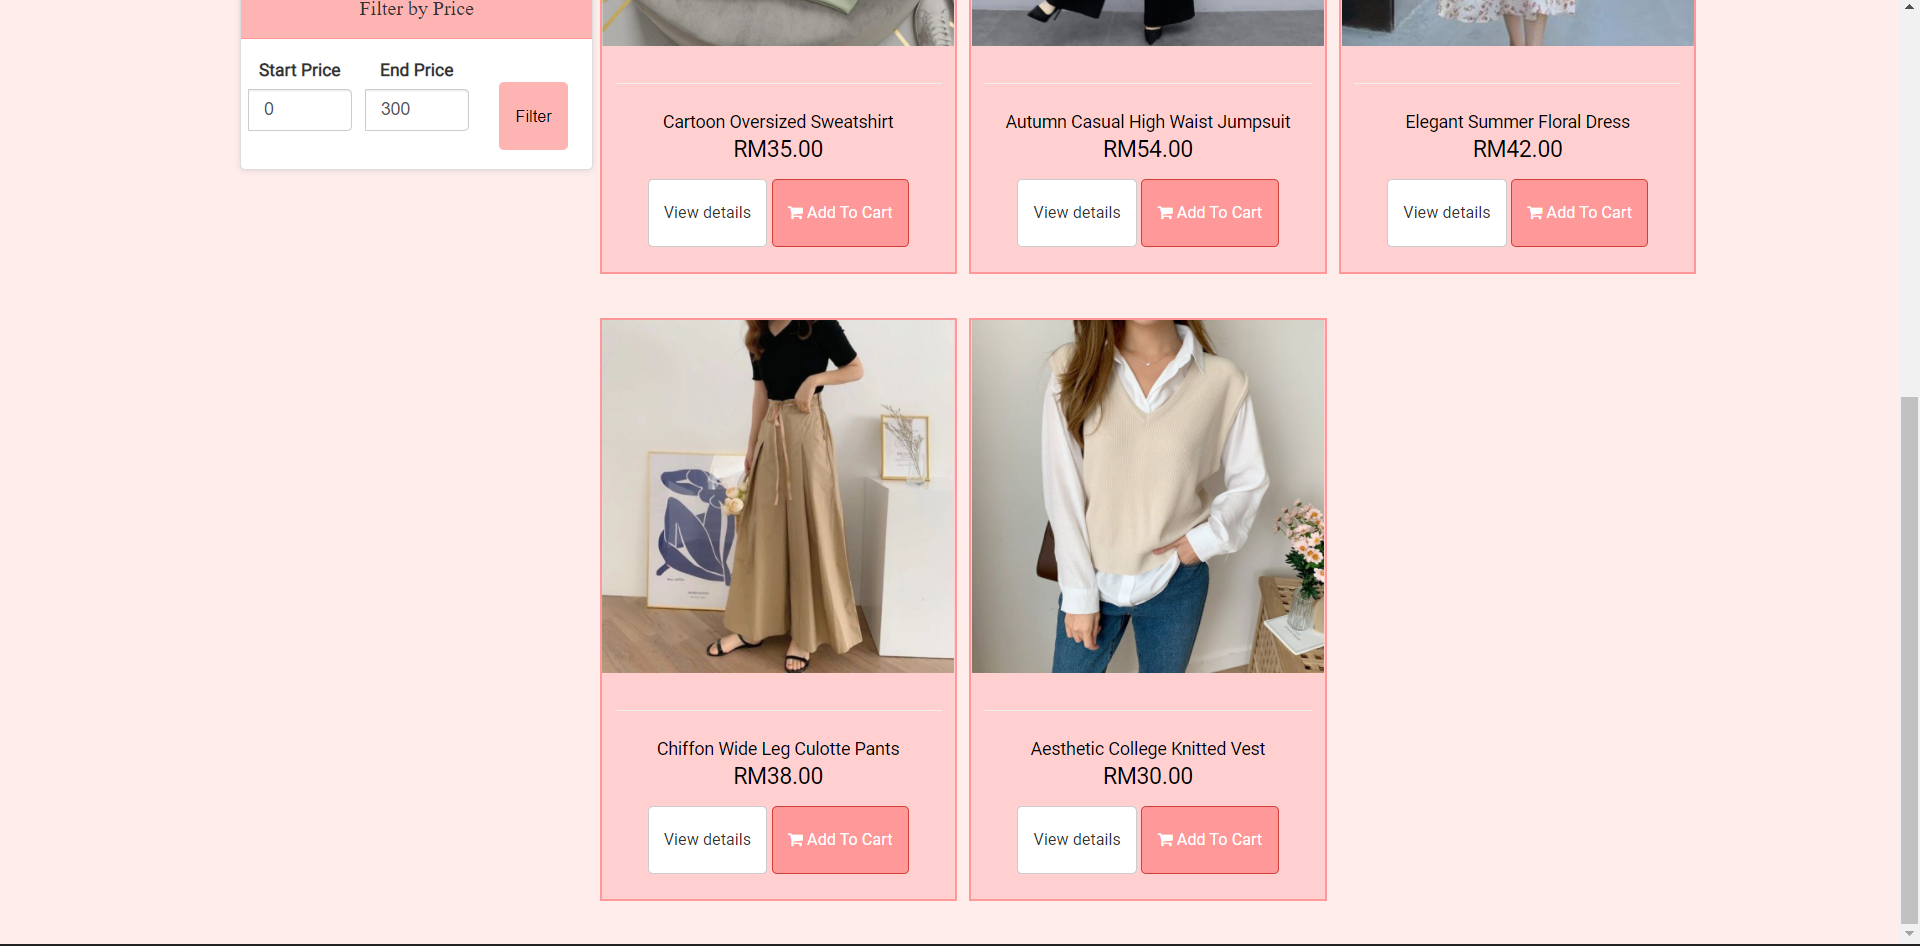 Filter by Price
Start Price
End Price
0
300
Filter
Cartoon Oversized Sweatshirt
RM35.00
View details
Add To Cart
Autumn Casual High Waist Jumpsuit
RM54.00
View details
Add To Cart
Elegant Summer Floral Dress
RM42.00
View details
Add To Cart
Chiffon Wide Leg Culotte Pants
RM38.00
View details
Add To Cart
Aesthetic College Knitted Vest
RM30.00
View details
Add To Cart